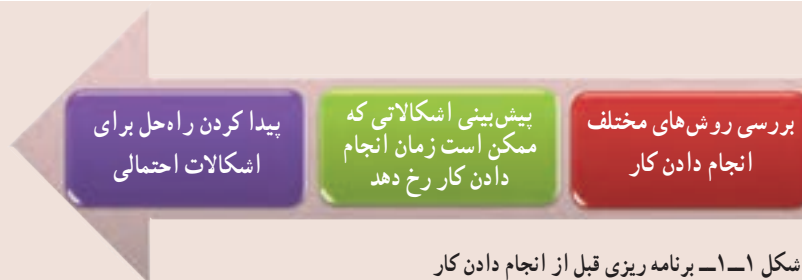 بررسی روش‌های مختلف
انجام دادن کار
پیش‌بینی اشکالاتی که
ممکن است زمان انجام
دادن کار رخ دهد
پیدا کردن راه‌حل برای
اشکالات احتمالی
شکل ۱ــ۱ــ برنامه ریزی قبل از انجام دادن کار